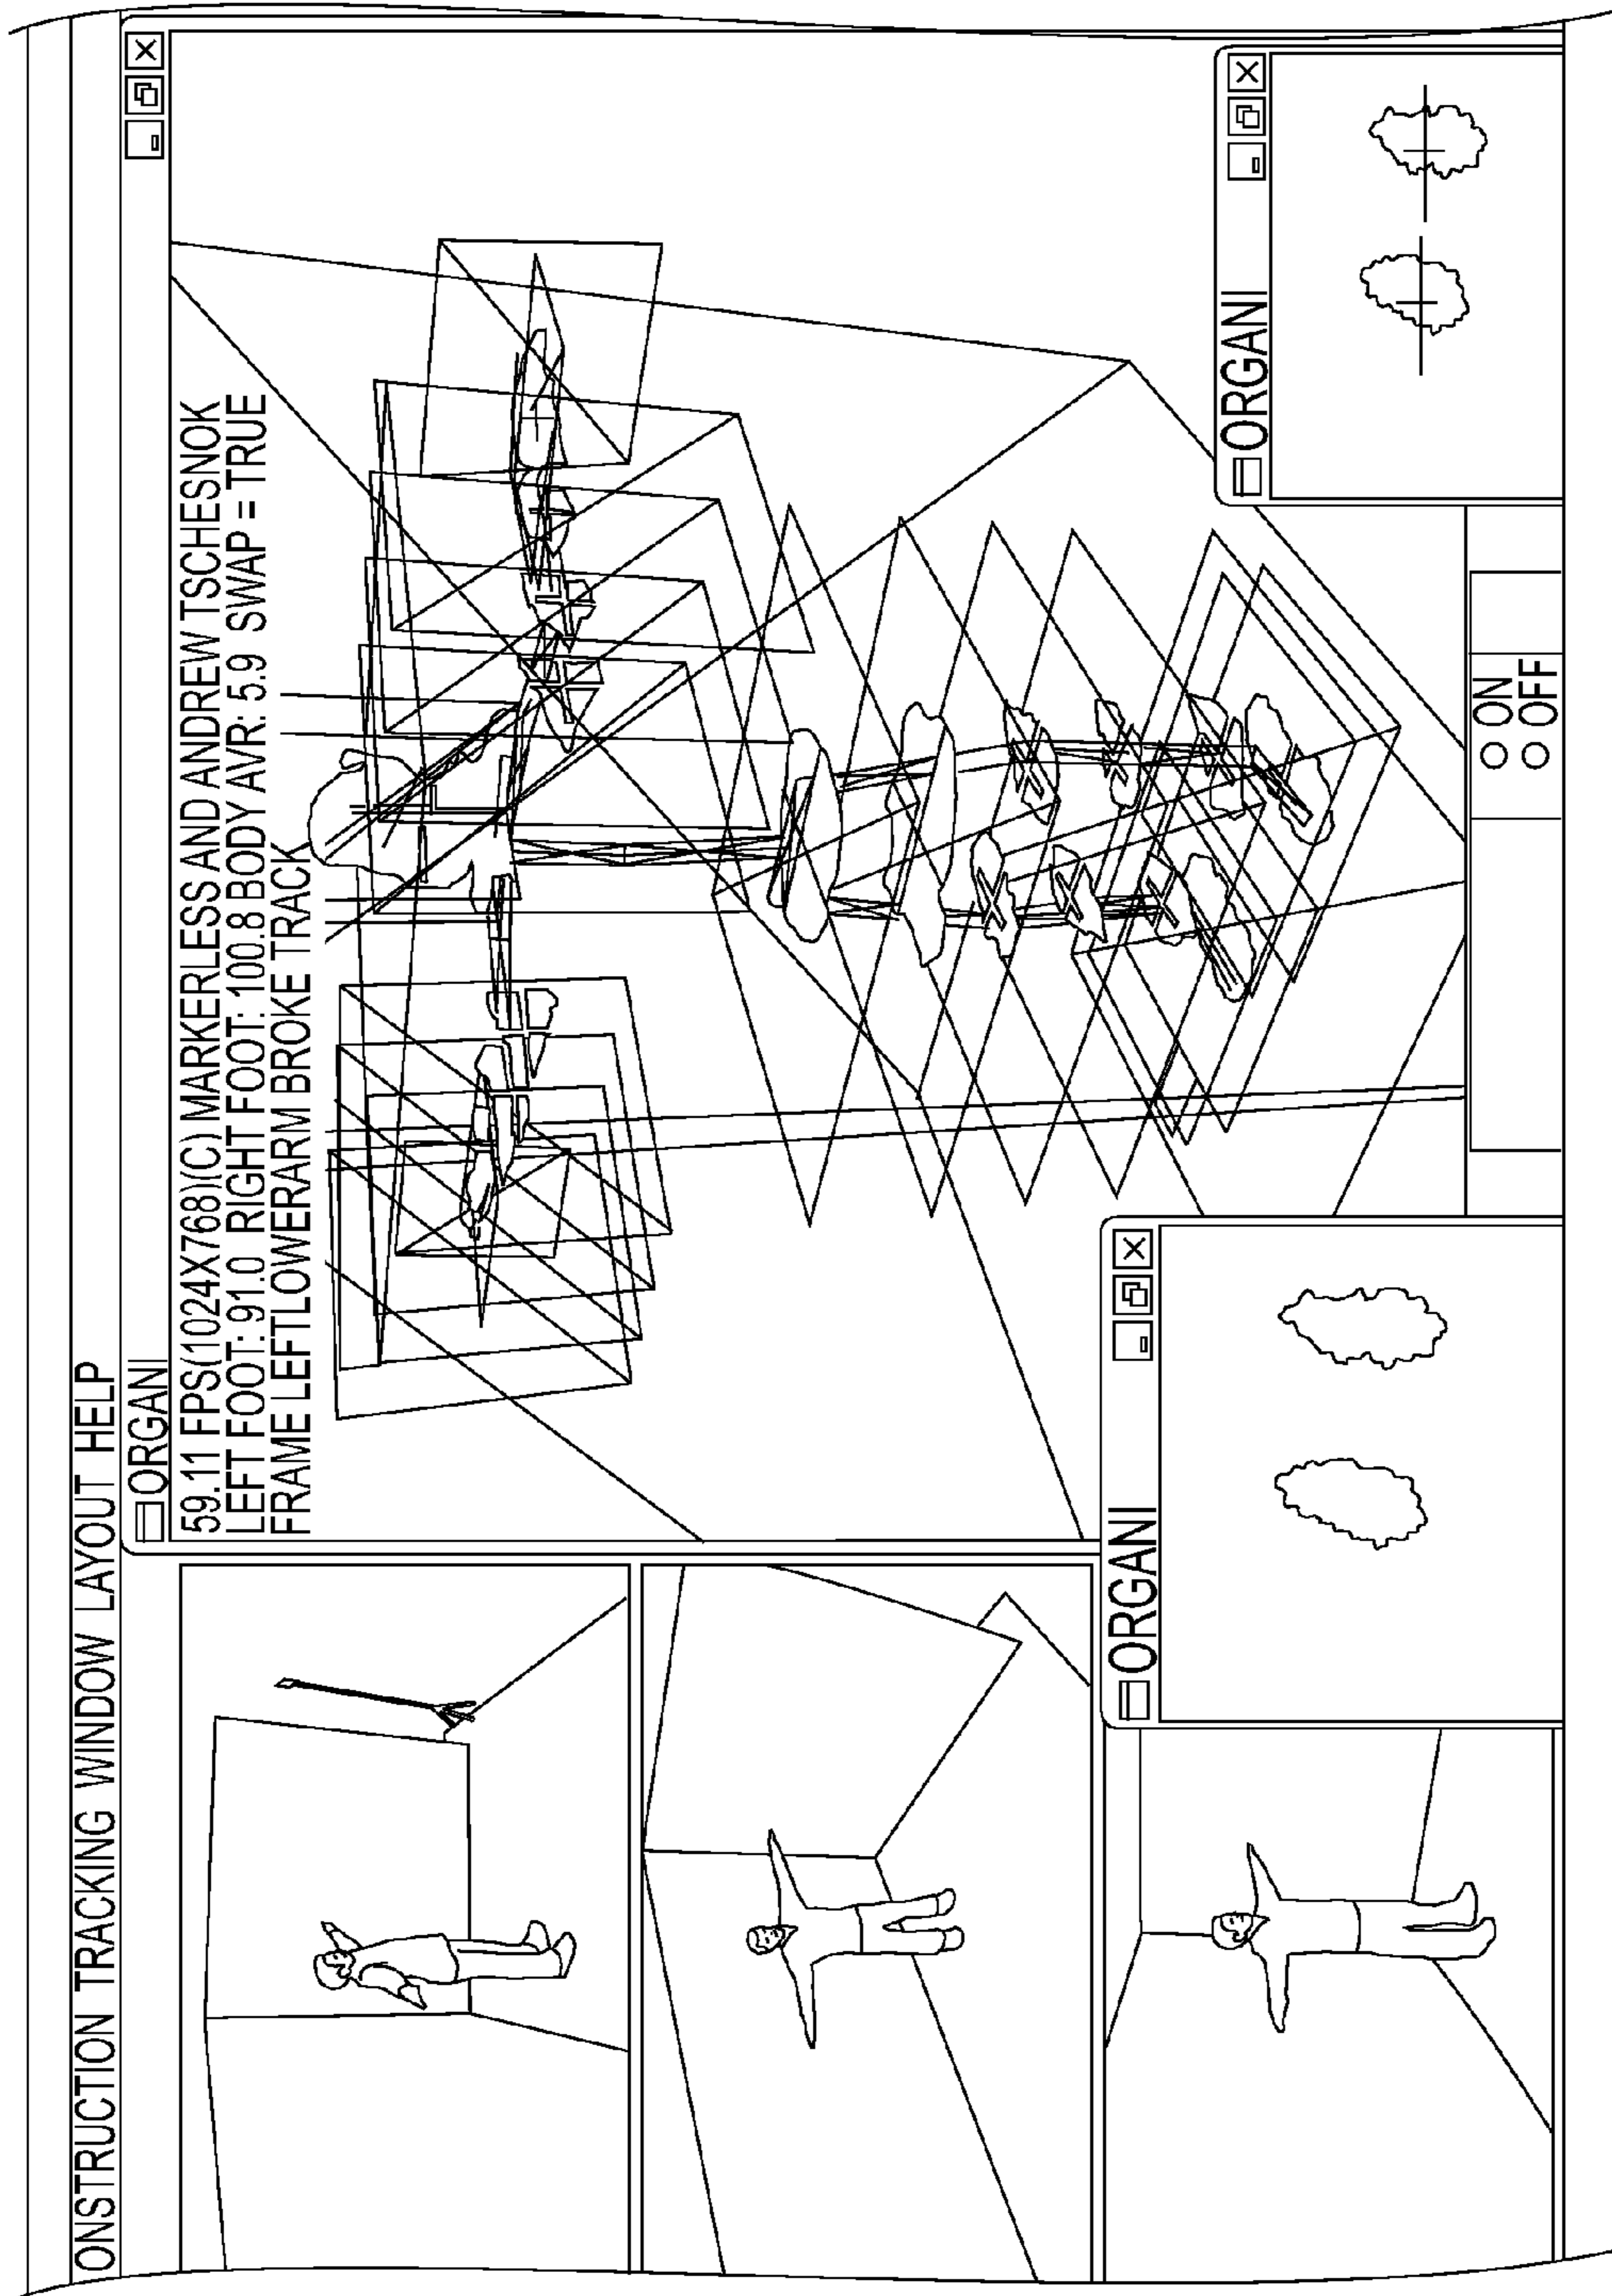 ONSTRUCTION TRACKING WINDOW LAYOUT HELP
ORGANI
59.11 FPS(1024X768)(C) MARKERLESS AND ANDREW TSCHESNOK
LEFT FOOT: 91.0 RIGHT FOOT: 100.8 BODY AVR: 5.9 SWAP = TRUE
FRAME LEFTLOWERARM BROKE TRACK
ORGANI
ORGANI
ON
OFF